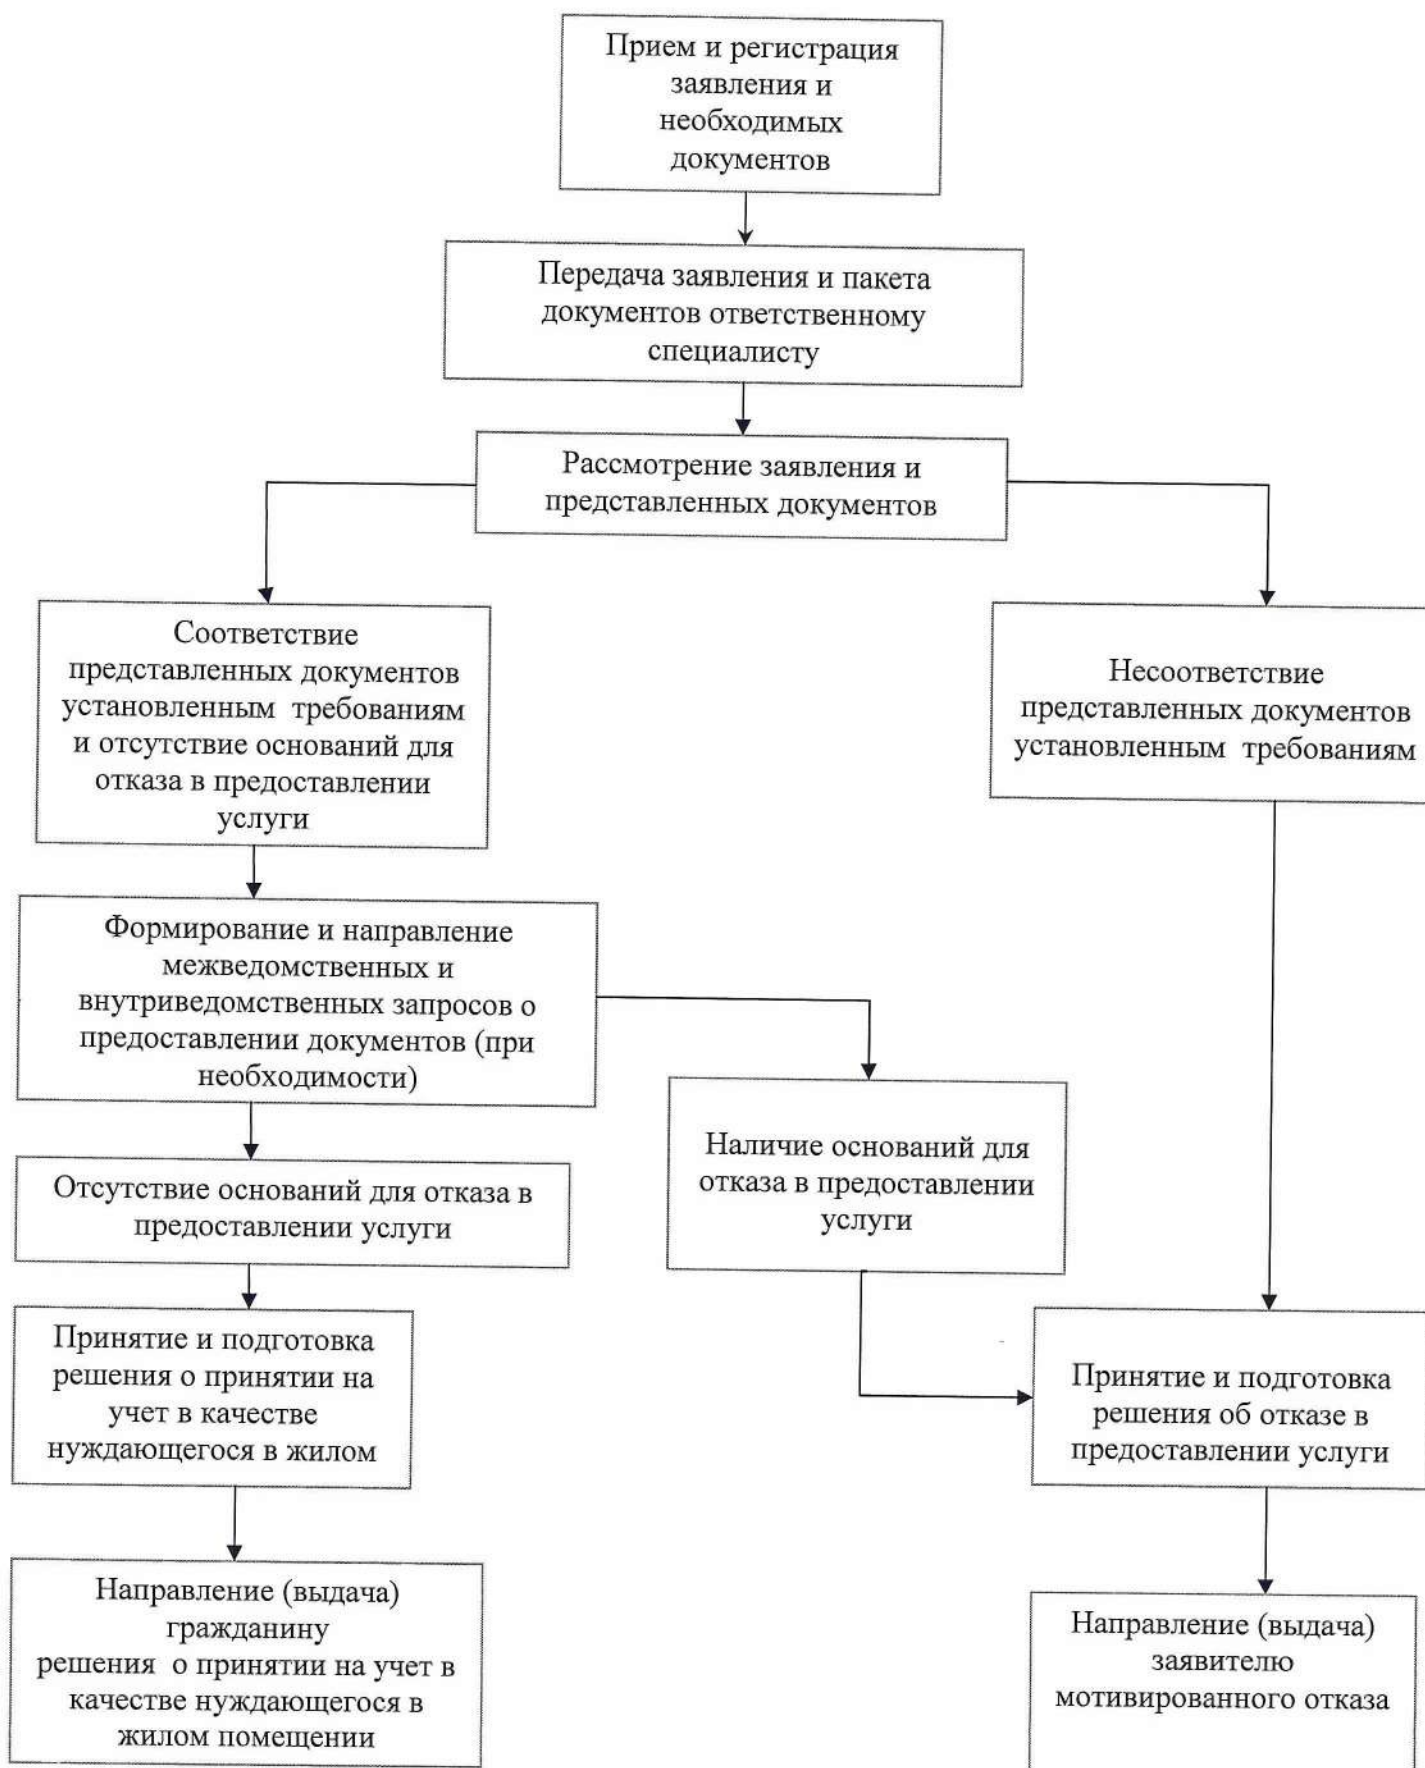 Прием и регистрация
заявления и
необходимых
документов
Передача заявления и пакета
документов ответственному
специалисту
Рассмотрение заявления и
представленных документов
Соответствие
представленных документов
установленным требованиям
и отсутствие оснований для
отказа в предоставлении
услуги
Несоответствие
представленных документов
установленным требованиям
Формирование и направление
межведомственных и
внутриведомственных запросов о
предоставлении документов (при
необходимости)
Наличие оснований для
отказа в предоставлении
услуги
Отсутствие оснований для отказа в
предоставлении услуги
Принятие и подготовка
решения о принятии на
учет в качестве
нуждающегося в жилом
Принятие и подготовка
решения об отказе в
предоставлении услуги
Направление (выдача)
гражданину
решения о принятии на учет в
качестве нуждающегося в
жилом помещении
Направление (выдача)
заявителю
мотивированного отказа